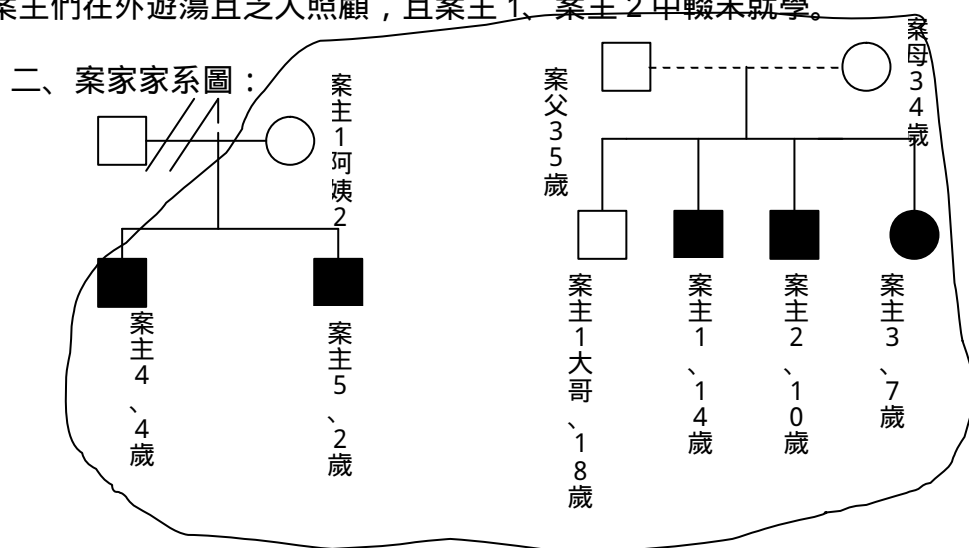 案主們在外遊湯且乏人照顧，且案主1、案主2中輟未就學。
二、案家家系圖：
案主1阿姨2
案父35歲
案母34歲
案主4、4歲
案主5、2歲
案主1大哥、18歲
案主1、14歲
案主2、10歲
案主3、7歲